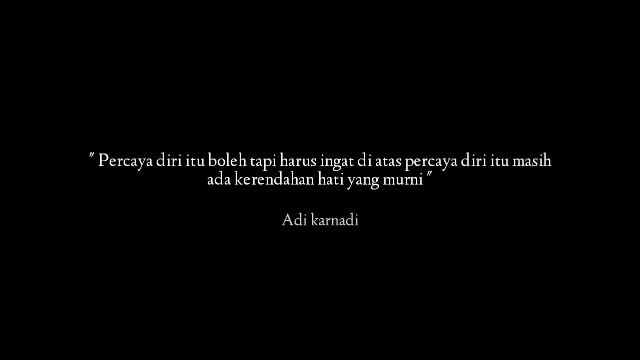 " Percaya diri itu boleh tapi harus ingat di atas percaya diri itu masih
ada kerendahan hati yang murni "
Adi karnadi